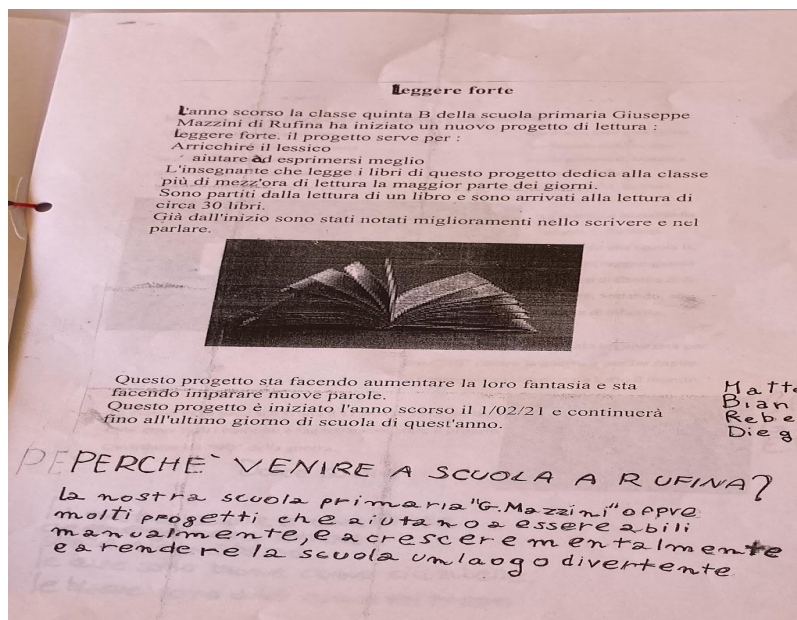 Leggere forte
L'anno scorso la classe quinta B della scuola primaria Giuseppe
Mazzini di Rufina ha iniziato un nuovo progetto di lettura :
Leggere forte. il progetto serve per :
Arricchire il lessico
aiutare ad esprimersi meglio
L'insegnante che legge i libri di questo progetto dedica alla classe
più di mezz'ora di lettura la maggior parte dei giorni.
Sono partiti dalla lettura di un libro e sono arrivati alla lettura di
circa 30 libri.
Già dall'inizio sono stati notati miglioramenti nello scrivere e nel
parlare.
Questo progetto sta facendo aumentare la loro fantasia e sta
facendo imparare nuove parole.
Questo progetto è iniziato l'anno scorso il 1/02/21 e continuerà
fino all'ultimo giorno di scuola di quest'anno.
Matte
Bian
Rebe
Dieg
PERCHE` VENIRE A SCUOLA A RUFINA?
la nostra scuola primaria "G.Mazzini" offre
molti progetti che aiutano a essere abili
manualmente, e a crescere mentalmente
e a rendere la scuola um laogo divertente